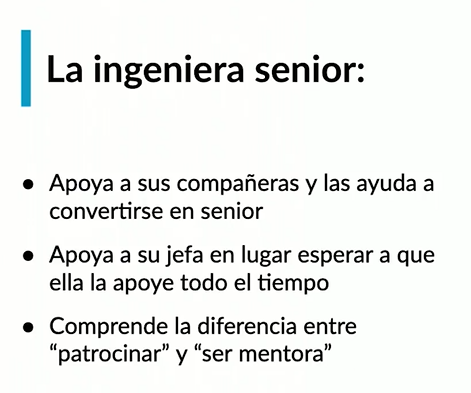 La ingeniera senior:
● Apoya a sus compañeras y las ayuda a
convertirse en senior
● Apoya a su jefa en lugar esperar a que
ella la apoye todo el tiempo
● Comprende la diferencia entre
“patrocinar” y “ser mentora”